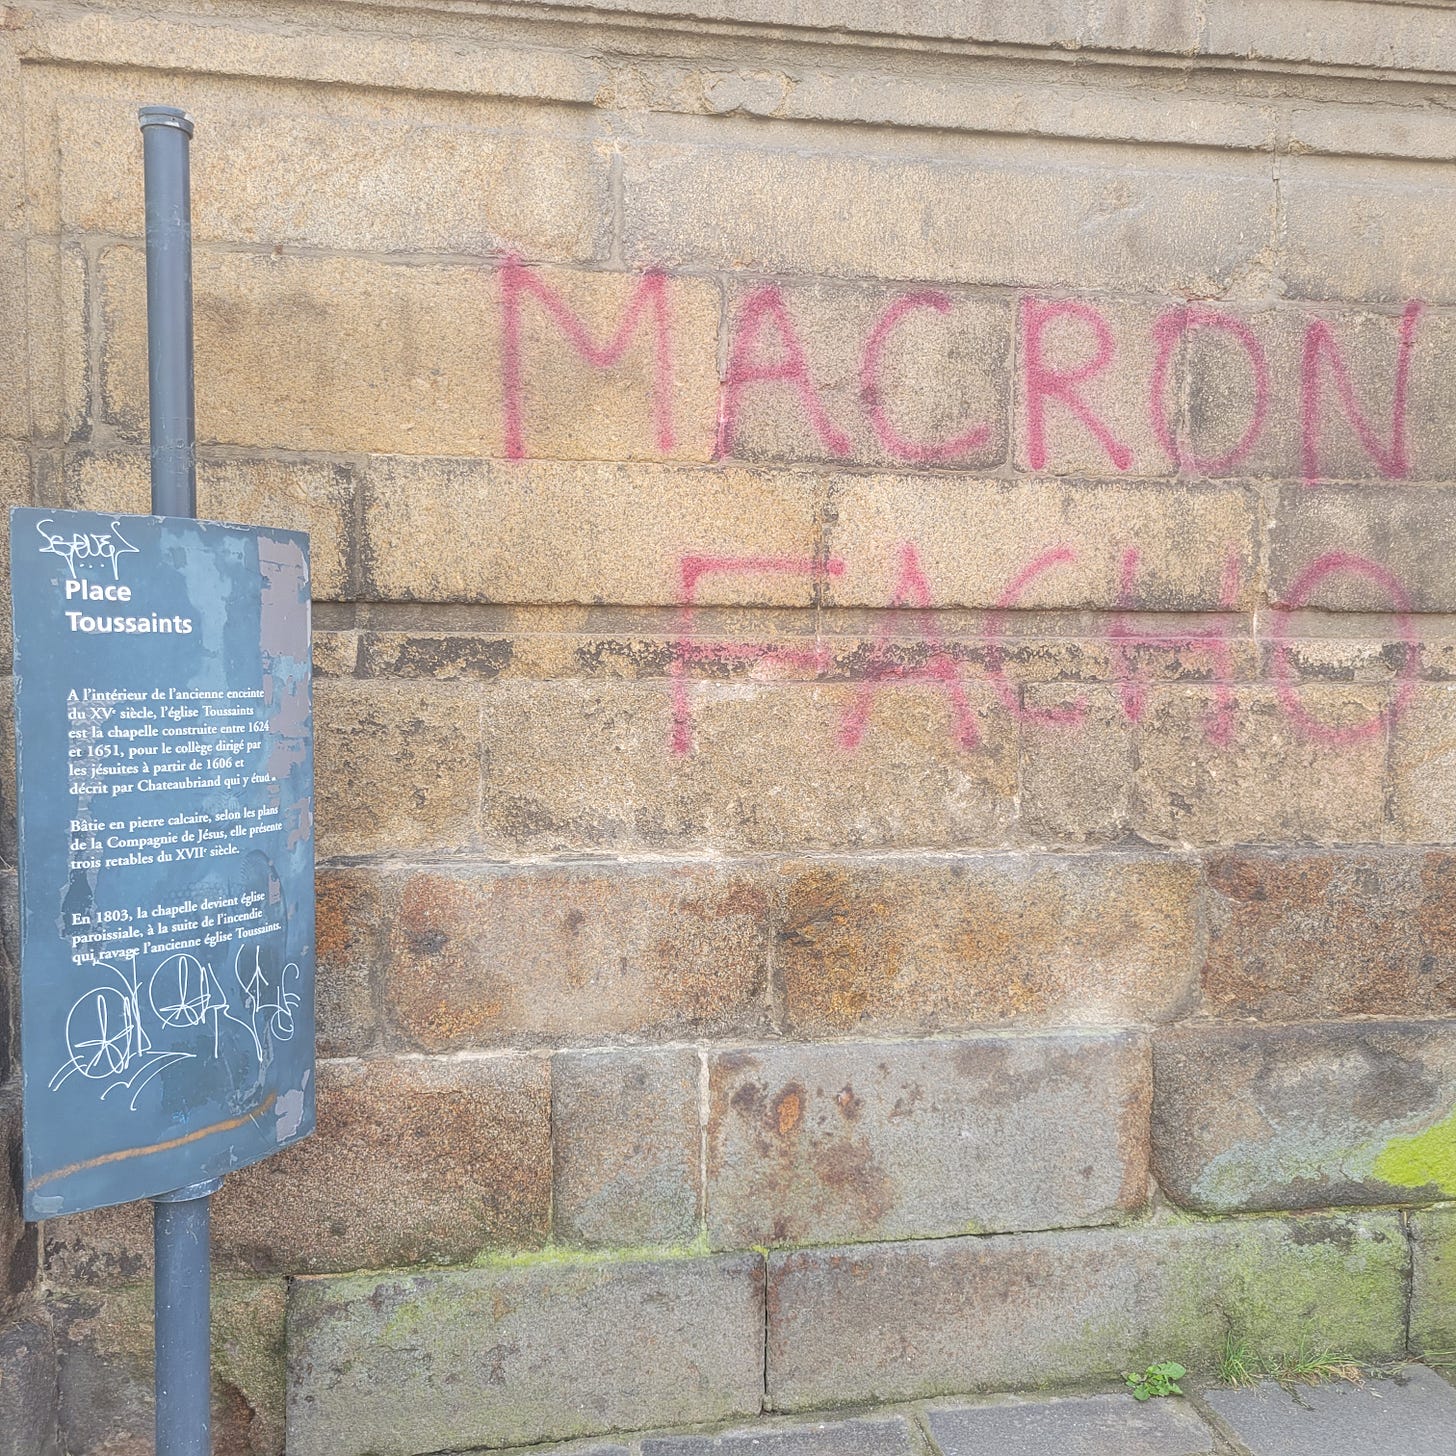 MACRON
FACHO
Place
Toussaints
A l'intérieur de l'ancienne enceinte
du XVe siècle, l'église Toussaints
est la chapelle construite entre 1624
et 1651, pour le collège dirigé par
les jésuites à partir de 1606 et
décrit par Chateaubriand qui y étudia
Bâtie en pierre calcaire, selon les plans
de la Compagnie de Jésus, elle présente
trois retables du XVIIe siècle.
En 1803, la chapelle devient église
paroissiale, à la suite de l'incendie
qui ravage l'ancienne église Toussaints.